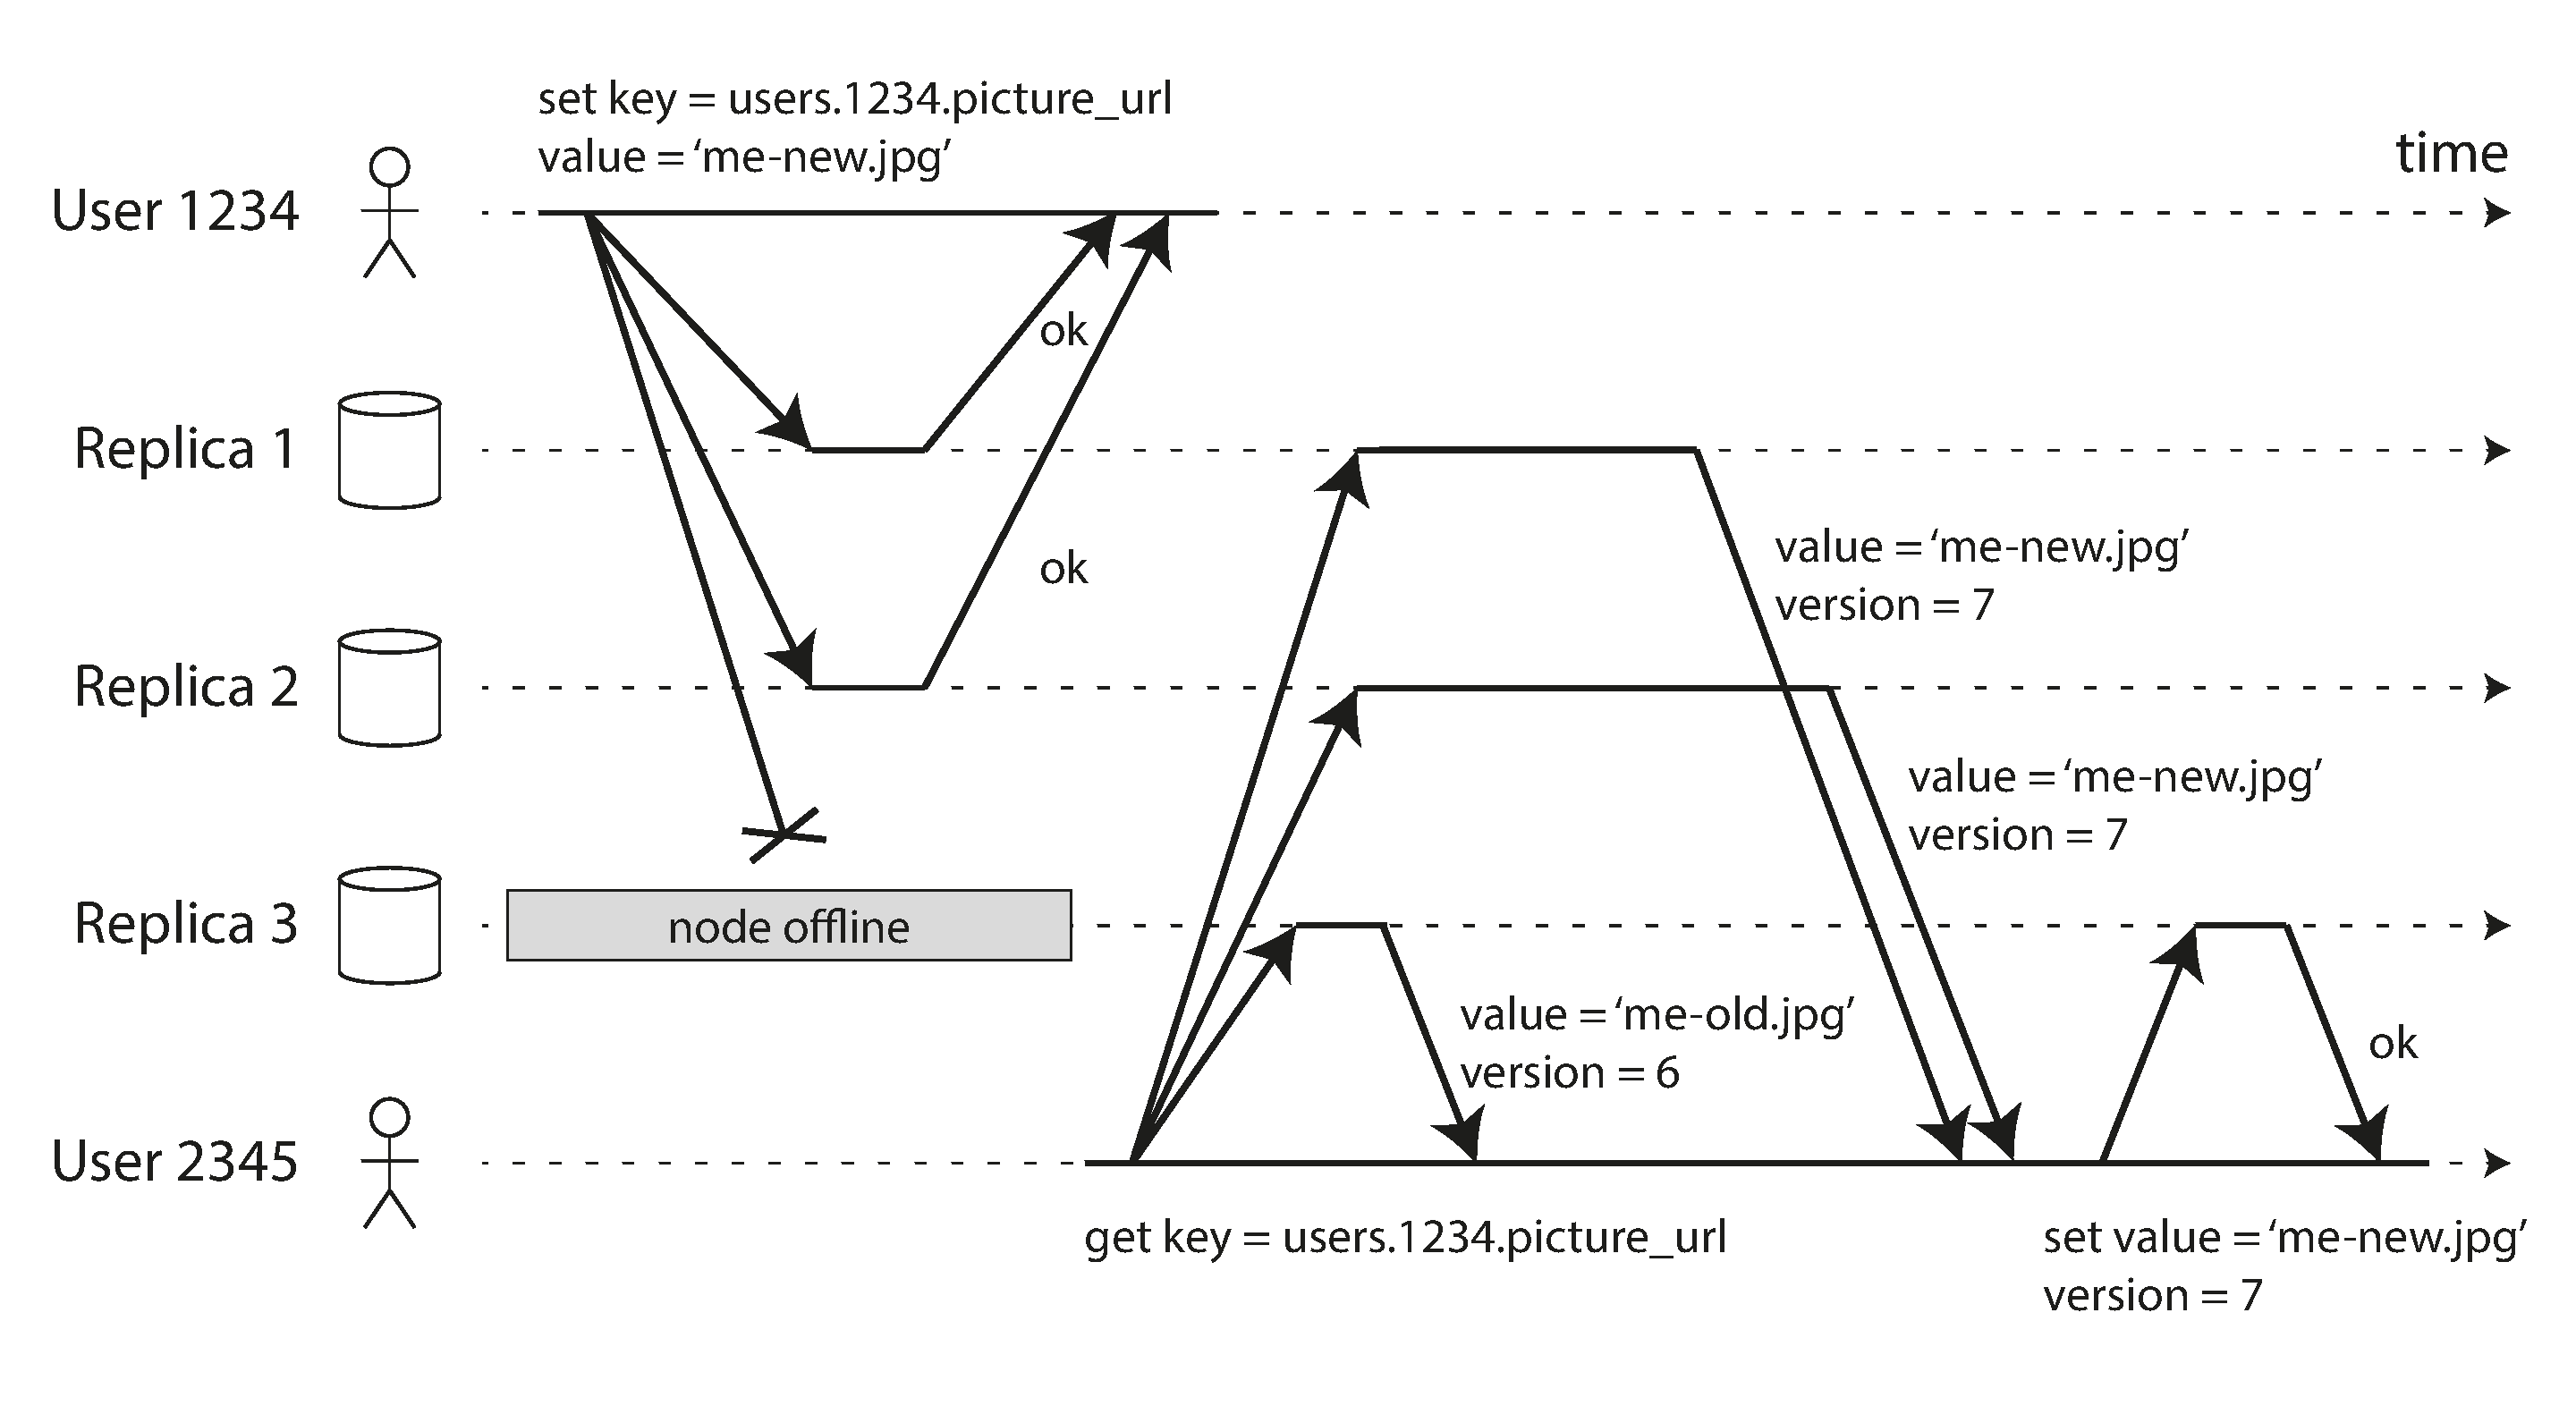 set key = users.1234.picture_url
value = ‘me-new.jpg’
time
User 1234
ok
Replica 1
value = ‘me-new.jpg’
version = 7
ok
Replica 2
value = ‘me-new.jpg’
version = 7
Replica 3
node offline
value = ‘me-old.jpg’
version = 6
ok
User 2345
get key = users.1234.picture_url
set value = ‘me-new.jpg’
version = 7